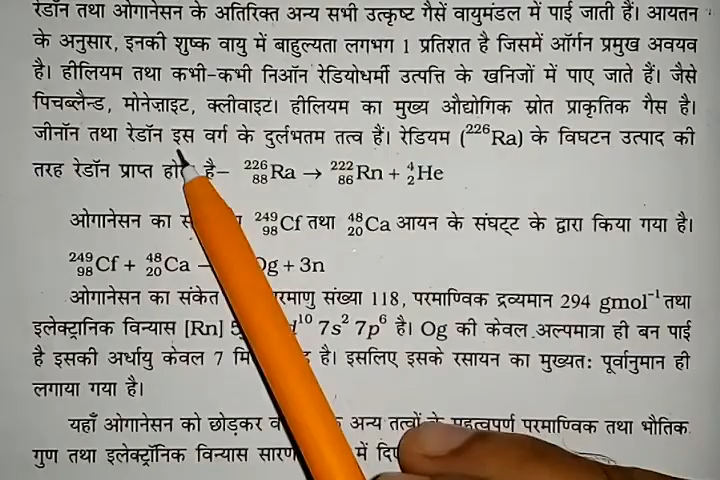 रेडॉन तथा ओगानेसन के अतिरिक्त अन्य सभी उत्कृष्ट गैसें वायुमंडल में पाई जाती हैं। आयतन
के अनुसार, इनकी शुष्क वायु में बाहुल्यता लगभग 1 प्रतिशत है जिसमें ऑर्गन प्रमुख अवयव
है। हीलियम तथा कभी-कभी निऑन रेडियोधर्मी उत्पत्ति के खनिजों में पाए जाते हैं। जैसे
पिचब्लैन्ड, मोनेज़ाइट, क्लीवाइट। हीलियम का मुख्य औद्योगिक स्रोत प्राकृतिक गैस है।
जीनॉन तथा रेडॉन इस वर्ग के दुर्लभतम तत्व हैं। रेडियम (²²⁶Ra) के विघटन उत्पाद की
तरह रेडॉन प्राप्त है– ²²⁶₈₈Ra → ²²²₈₆Rn + ⁴₂He
ओगानेसन का ²⁴⁹₉₈Cf तथा ⁴⁸₂₀Ca आयन के संघट्ट के द्वारा किया गया है।
²⁴⁹₉₈Cf + ⁴⁸₂₀Ca Og + 3n
ओगानेसन का संकेत संख्या 118, परमाण्विक द्रव्यमान 294 gmol⁻¹ तथा
इलेक्ट्रानिक विन्यास [Rn] 5 ¹⁰ 7s² 7p⁶ है। Og की केवल अल्पमात्रा ही बन पाई
है इसकी अर्धायु केवल 7 है। इसलिए इसके रसायन का मुख्यतः पूर्वानुमान ही
लगाया गया है।
यहाँ ओगानेसन को छोड़कर अन्य तत्वों के महत्वपूर्ण परमाण्विक तथा भौतिक
गुण तथा इलेक्ट्रॉनिक विन्यास में